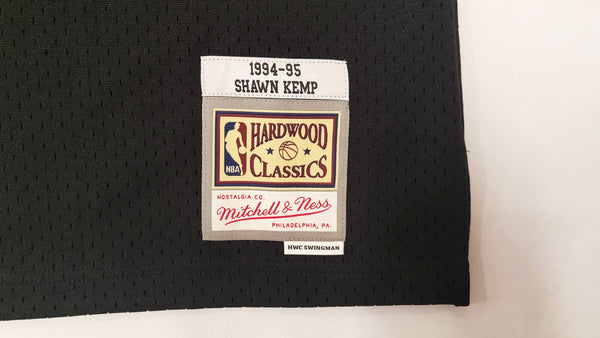 1994-95
SHAWN KEMP
NBA
HARDWOOD
CLASSICS
NOSTALGIA CO.
Mitchell & Ness
PHILADELPHIA, PA.
HWC SWINGMAN